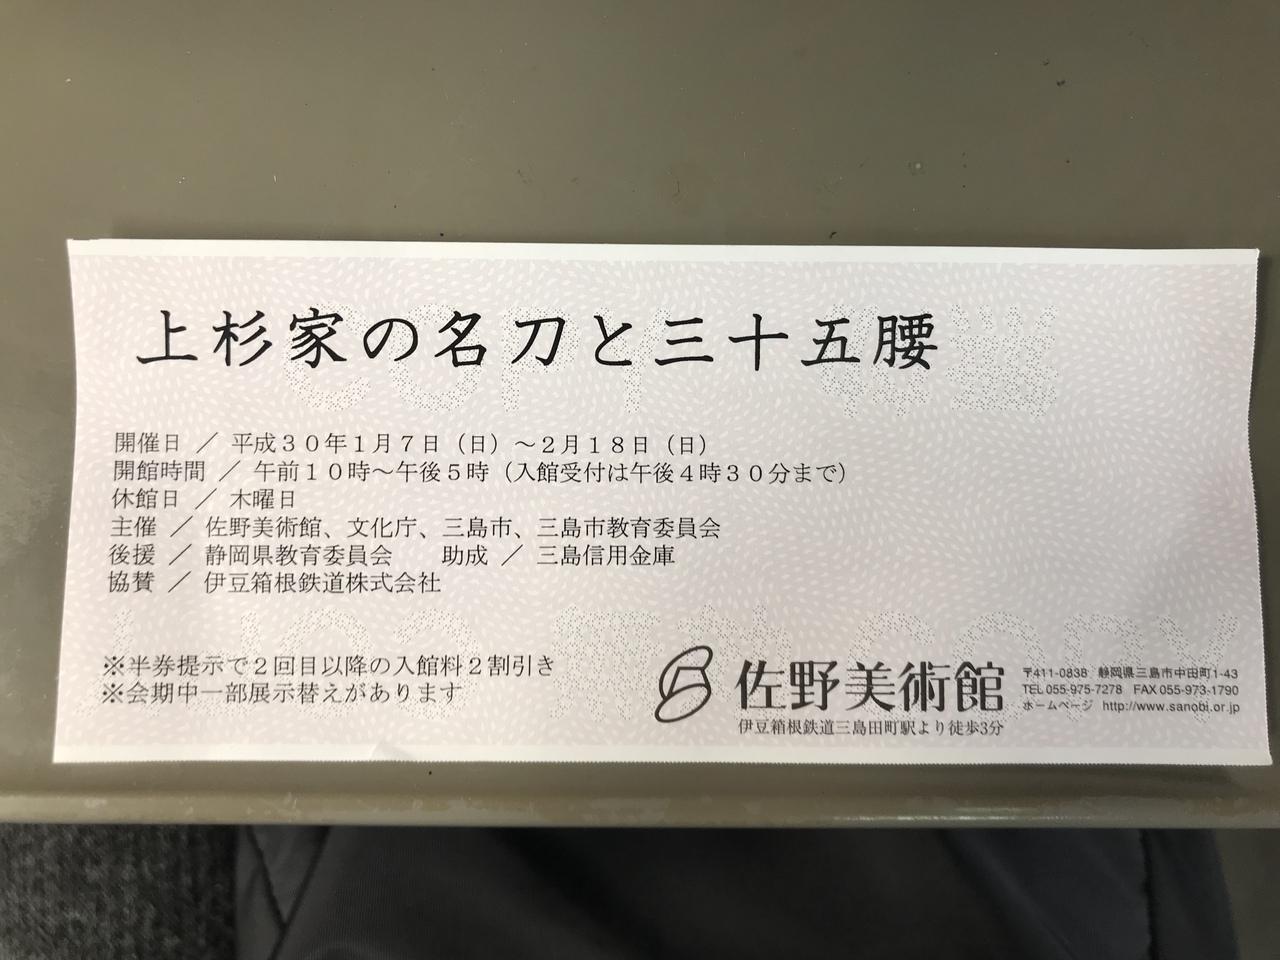 上杉家の名刀と三十五腰
開催日 ／ 平成３０年１月７日（日）～２月１８日（日）
開館時間 ／ 午前１０時～午後５時（入館受付は午後４時３０分まで）
休館日 ／ 木曜日
主催 ／ 佐野美術館、文化庁、三島市、三島市教育委員会
後援 ／ 静岡県教育委員会　助成 ／ 三島信用金庫
協賛 ／ 伊豆箱根鉄道株式会社
※半券提示で２回目以降の入館料２割引き
※会期中一部展示替えがあります
佐野美術館
伊豆箱根鉄道三島田町駅より徒歩3分
〒411-0838 静岡県三島市中田町1-43
TEL 055-975-7278 FAX 055-973-1790
ホームページ http://www.sanobi.or.jp